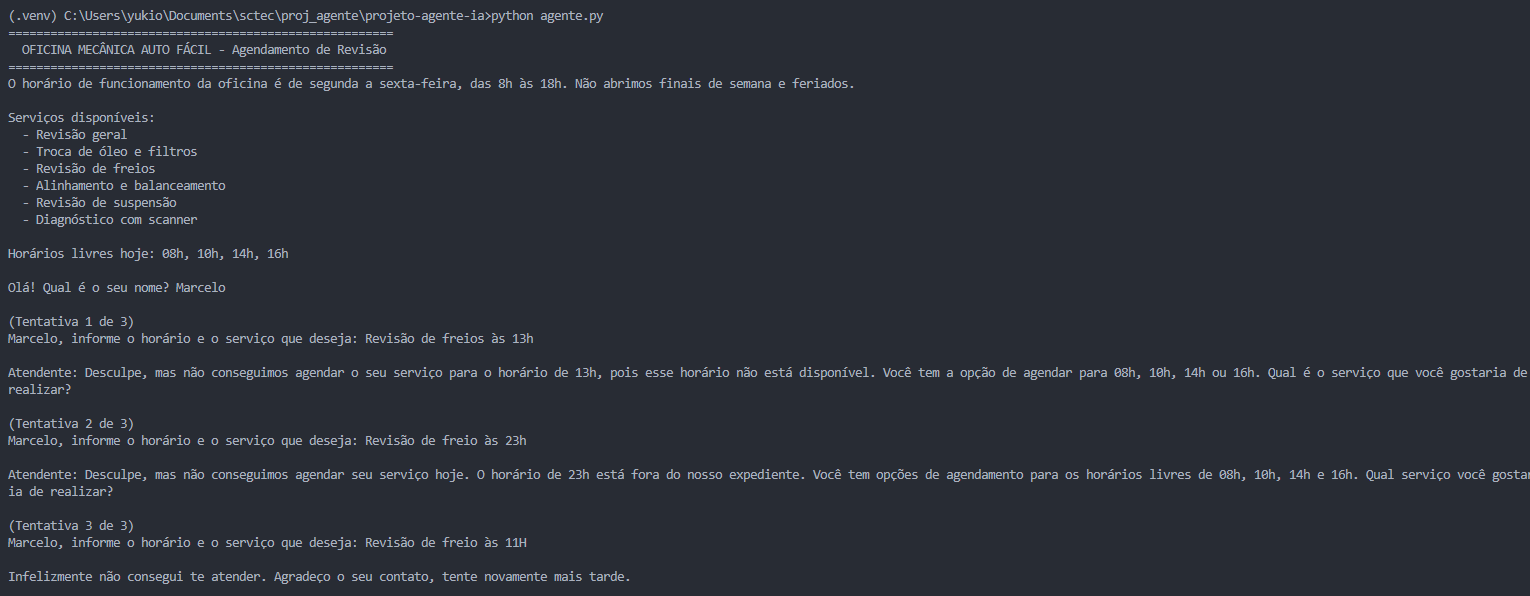 (.venv) C:\Users\yukio\Documents\sctec\proj_agente\projeto-agente-ia>python agente.py
=======================================================
OFICINA MECÂNICA AUTO FÁCIL - Agendamento de Revisão
=======================================================
O horário de funcionamento da oficina é de segunda a sexta-feira, das 8h às 18h. Não abrimos finais de semana e feriados.
Serviços disponíveis:
- Revisão geral
- Troca de óleo e filtros
- Revisão de freios
- Alinhamento e balanceamento
- Revisão de suspensão
- Diagnóstico com scanner
Horários livres hoje: 08h, 10h, 14h, 16h
Olá! Qual é o seu nome? Marcelo
(Tentativa 1 de 3)
Marcelo, informe o horário e o serviço que deseja: Revisão de freios às 13h
Atendente: Desculpe, mas não conseguimos agendar o seu serviço para o horário de 13h, pois esse horário não está disponível. Você tem a opção de agendar para 08h, 10h, 14h ou 16h. Qual é o serviço que você gostaria de
realizar?
(Tentativa 2 de 3)
Marcelo, informe o horário e o serviço que deseja: Revisão de freio às 23h
Atendente: Desculpe, mas não conseguimos agendar seu serviço hoje. O horário de 23h está fora do nosso expediente. Você tem opções de agendamento para os horários livres de 08h, 10h, 14h e 16h. Qual serviço você gostar
ia de realizar?
(Tentativa 3 de 3)
Marcelo, informe o horário e o serviço que deseja: Revisão de freio às 11H
Infelizmente não consegui te atender. Agradeço o seu contato, tente novamente mais tarde.